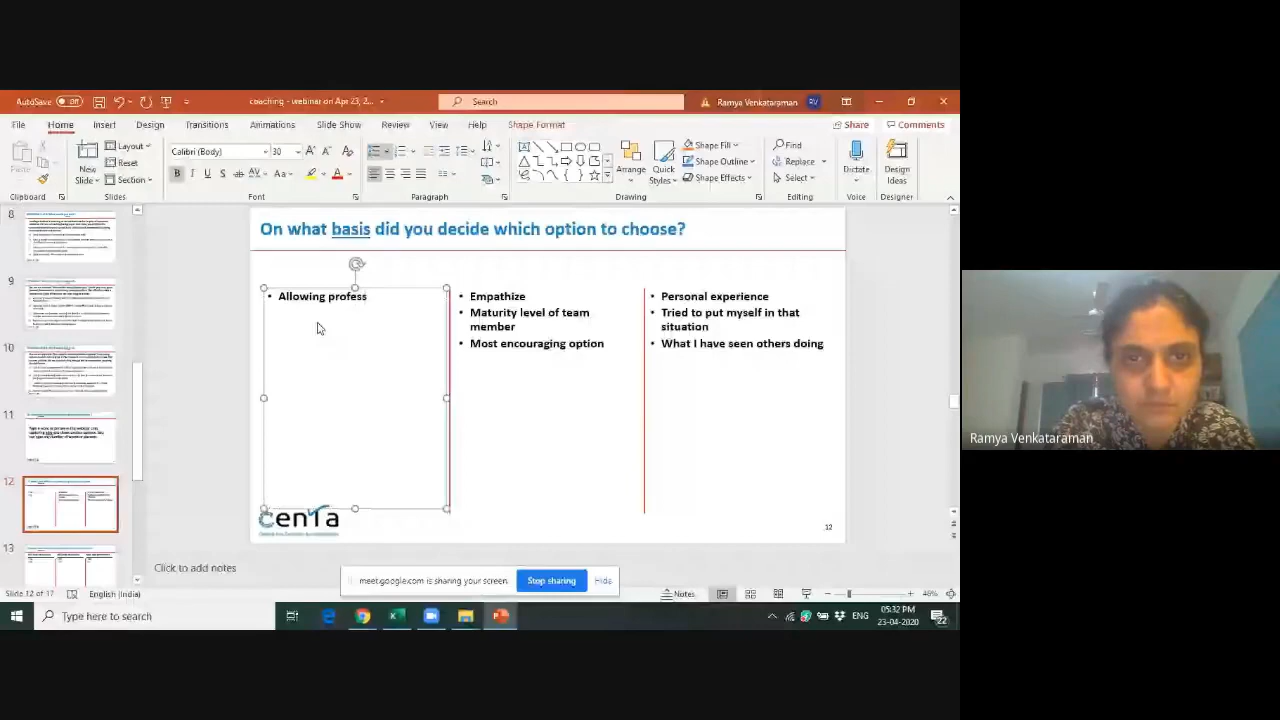 AutoSave Off
coaching - webinar on Apr 23, 2...
Search
Ramya Venkataraman RV
File Home Insert Design Transitions Animations Slide Show Review View Help Shape Format Share Comments
Paste
New Slide
Layout
Reset
Section
Calibri (Body) 30
Arrange
Quick Styles
Shape Fill
Shape Outline
Shape Effects
Find
Replace
Select
Dictate
Design Ideas
Clipboard Slides Font Paragraph Drawing Editing Voice Designer
8
9
10
11
12
13
On what basis did you decide which option to choose?
• Allowing profess
• Empathize
• Maturity level of team
member
• Most encouraging option
• Personal experience
• Tried to put myself in that
situation
• What I have seen others doing
cenTa
12
Click to add notes
meet.google.com is sharing your screen.
Stop sharing
Hide
Slide 12 of 17
English (India)
Notes
46%
Type here to search
ENG
05:32 PM
23-04-2020
22
Ramya Venkataraman